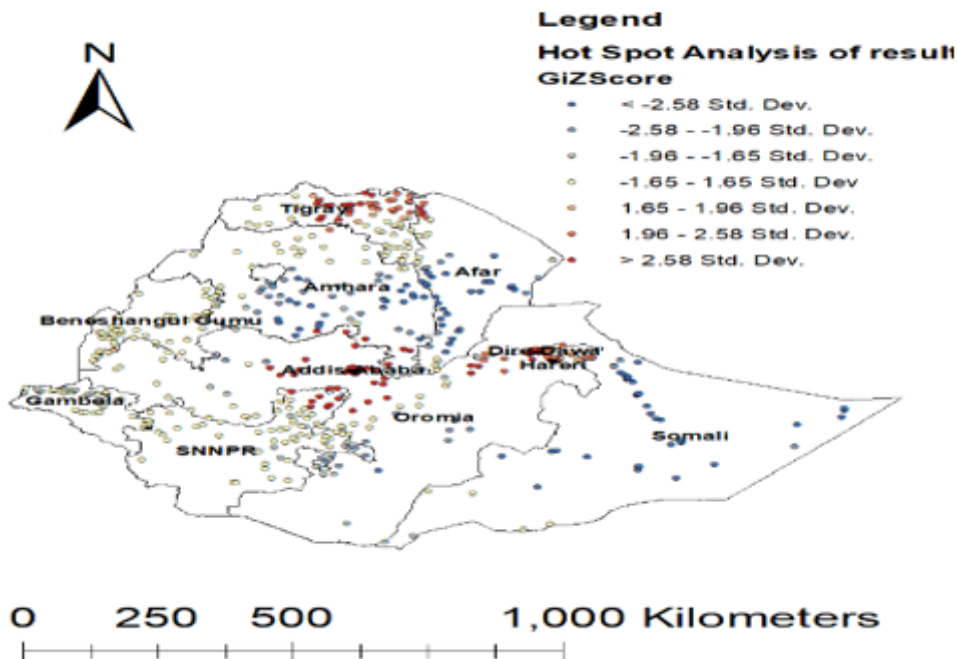 Legend
Hot Spot Analysis of result
GiZScore
< -2.58 Std. Dev.
-2.58 - -1.96 Std. Dev.
-1.96 - -1.65 Std. Dev.
-1.65 - 1.65 Std. Dev
1.65 - 1.96 Std. Dev.
1.96 - 2.58 Std. Dev.
> 2.58 Std. Dev.
N
Tigray
Afar
Amhara
Beneshangul Gumu
Dire Dawa
Hareri
Addis Ababa
Gambela
Oromia
SNNPR
Somali
0 250 500 1,000 Kilometers